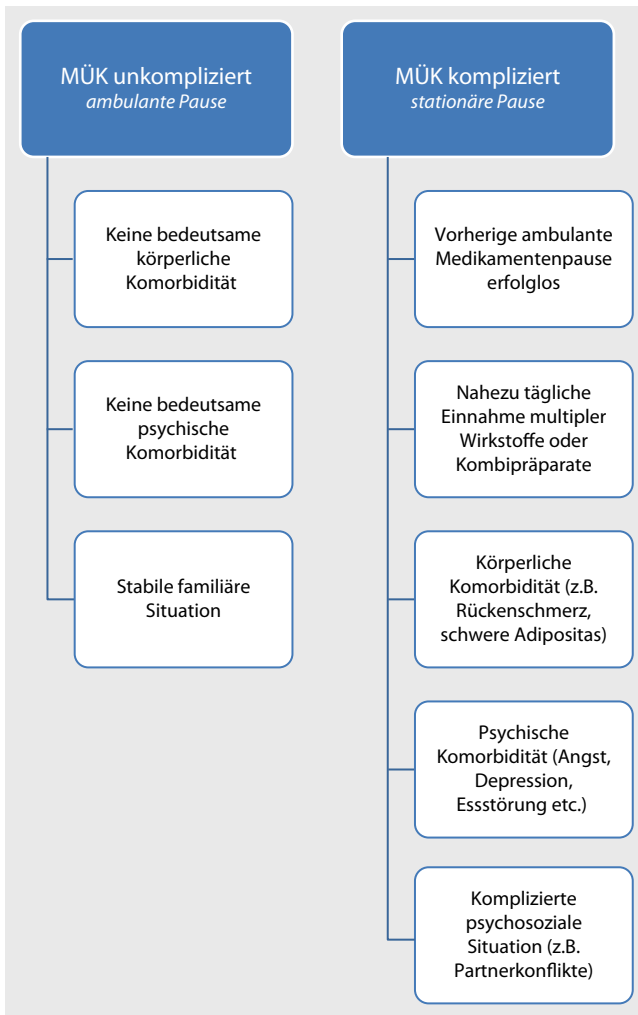 MÜK unkompliziert
ambulante Pause
Keine bedeutsame
körperliche
Komorbidität
Keine bedeutsame
psychische
Komorbidität
Stabile familiäre
Situation
MÜK kompliziert
stationäre Pause
Vorherige ambulante
Medikamentenpause
erfolglos
Nahezu tägliche
Einnahme multipler
Wirkstoffe oder
Kombipräparate
Körperliche
Komorbidität (z.B.
Rückenschmerz,
schwere Adipositas)
Psychische
Komorbidität (Angst,
Depression,
Essstörung etc.)
Komplizierte
psychosoziale
Situation (z.B.
Partnerkonflikte)